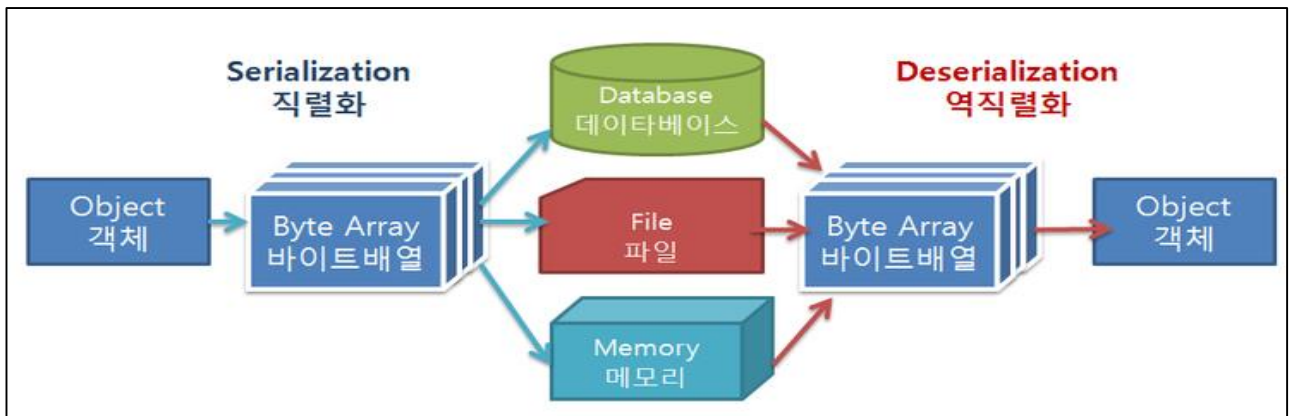 Serialization
직렬화
Object
객체
Byte Array
바이트배열
Database
데이타베이스
File
파일
Memory
메모리
Deserialization
역직렬화
Byte Array
바이트배열
Object
객체